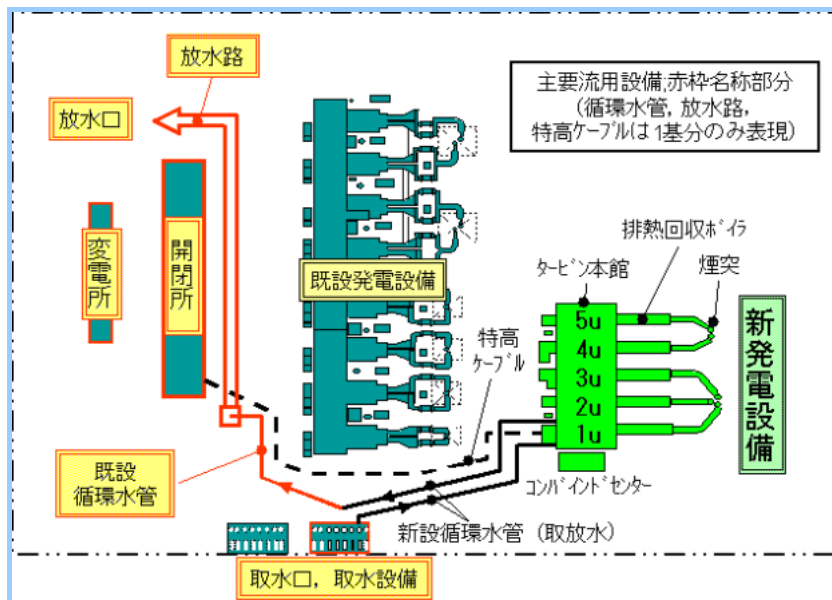 放水路
放水口
主要流用設備;赤枠名称部分
(循環水管, 放水路,
特高ケーブルは1基分のみ表現)
変電所
開閉所
既設発電設備
排熱回収ボイラ
タービン本館
煙突
5u
4u
3u
2u
1u
新発電設備
特高
ケーブル
既設
循環水管
コンバインドセンター
新設循環水管 (取放水)
取水口, 取水設備